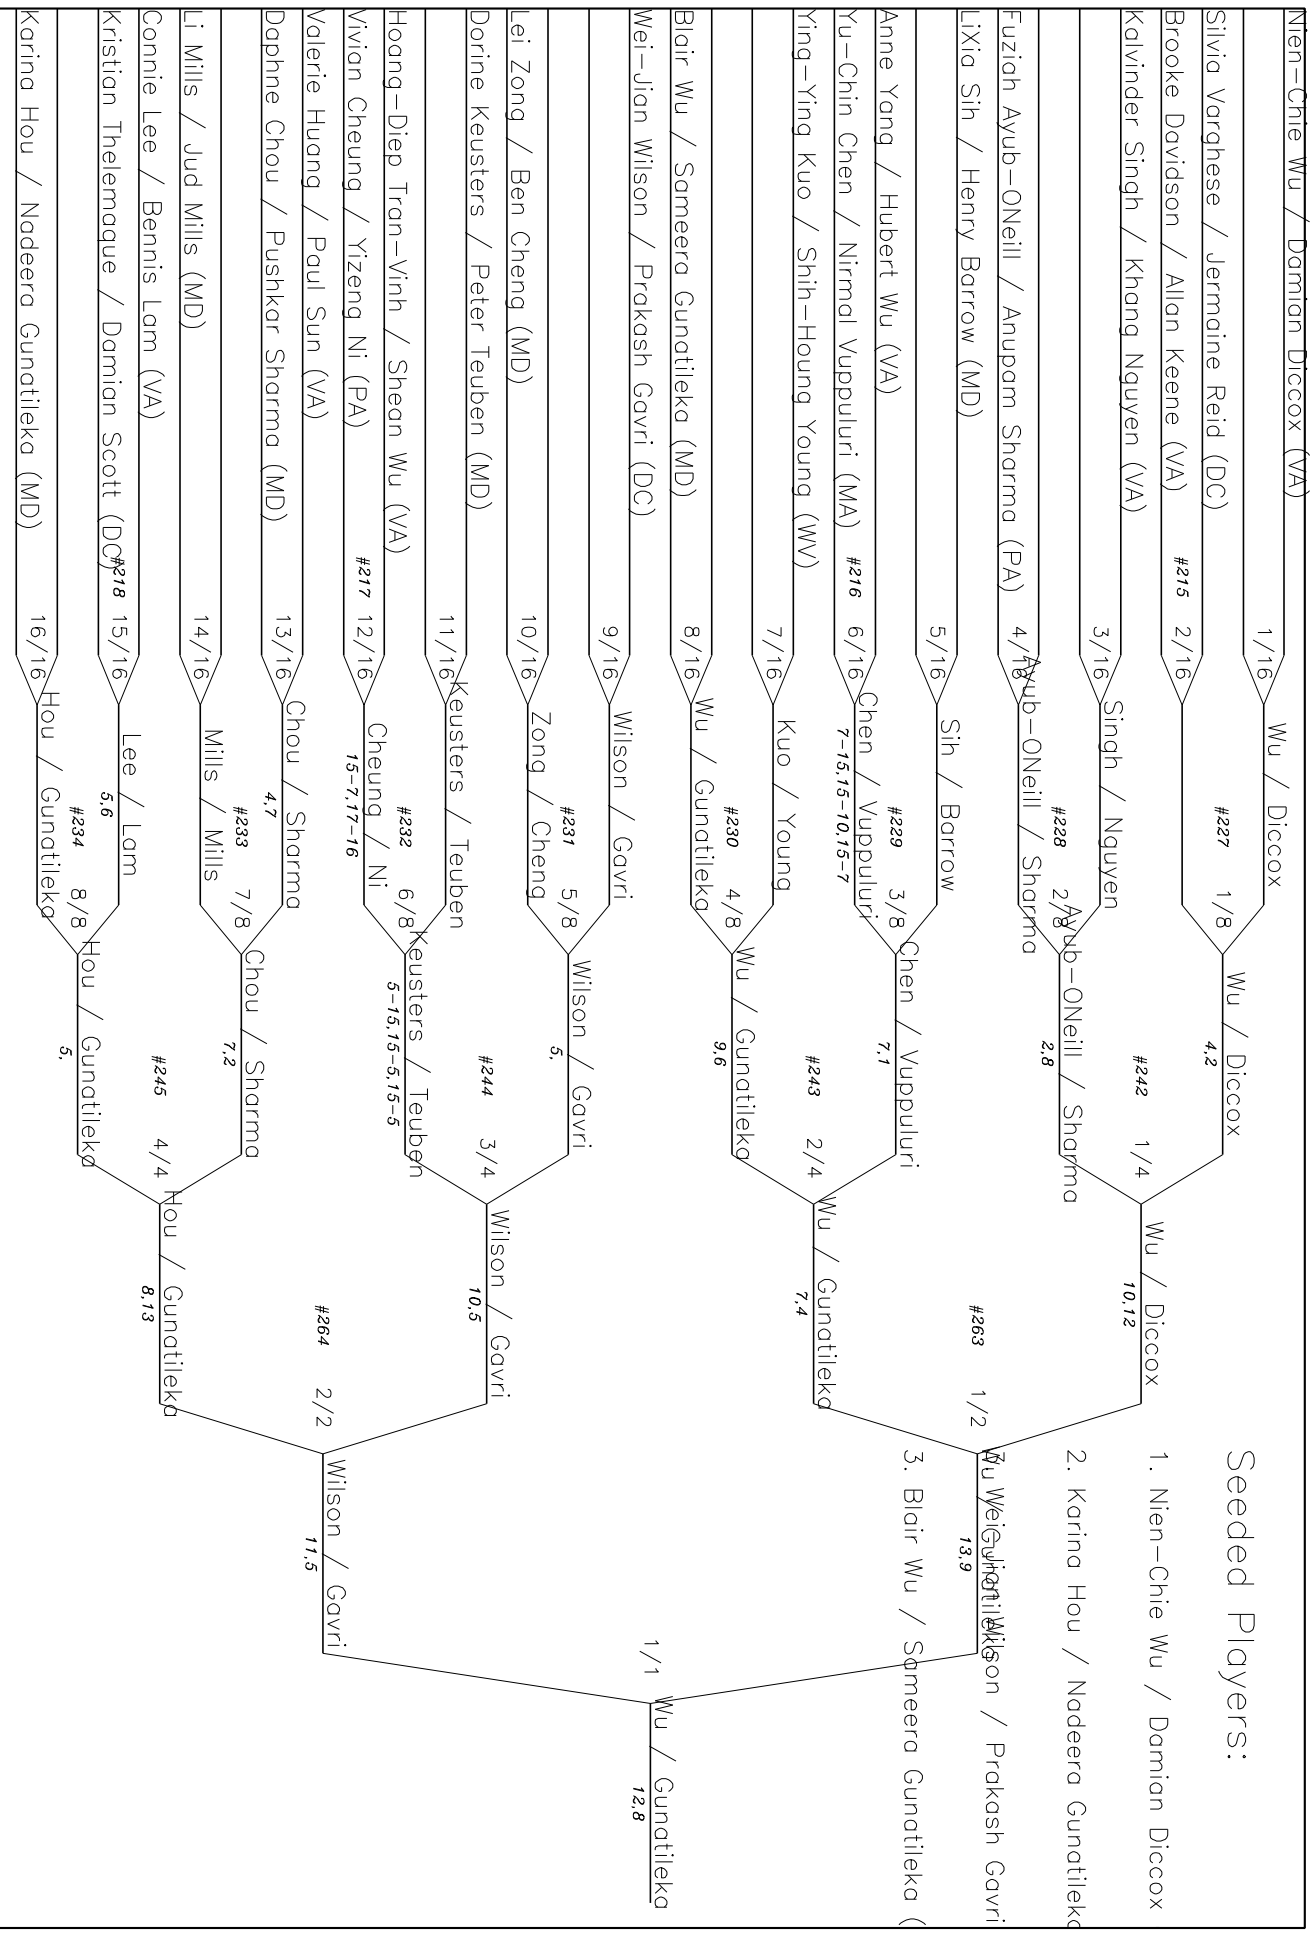 Nien-Chie Wu / Damian Diccox (VA)
Silvia Varghese / Jermaine Reid (DC)
Brooke Davidson / Allan Keene (VA)
Kalvinder Singh / Khang Nguyen (VA)
Fuziah Ayub-ONeill / Anupam Sharma (PA)
LiXia Sih / Henry Barrow (MD)
Anne Yang / Hubert Wu (VA)
Yu-Chin Chen / Nirmal Vuppuluri (MA)
Ying-Ying Kuo / Shih-Houng Young (WV)
Blair Wu / Sameera Gunatileka (MD)
Wei-Jian Wilson / Prakash Gavri (DC)
Lei Zong / Ben Cheng (MD)
Dorine Keusters / Peter Teuben (MD)
Hoang-Diep Tran-Vinh / Shean Wu (VA)
Vivian Cheung / Yizeng Ni (PA)
Valerie Huang / Paul Sun (VA)
Daphne Chou / Pushkar Sharma (MD)
Li Mills / Jud Mills (MD)
Connie Lee / Bennis Lam (VA)
Kristian Thelemaque / Damian Scott (DC)
Karina Hou / Nadeera Gunatileka (MD)
1/16
#215 2/16
3/16
4/16
5/16
#216 6/16
7/16
8/16
9/16
10/16
11/16
#217 12/16
13/16
14/16
#218 15/16
16/16
Wu / Diccox
#227 1/8
Singh / Nguyen
#228 2/8
Ayub-ONeill / Sharma
Sih / Barrow
#229 3/8
Chen / Vuppuluri
7-15,15-10,15-7
Kuo / Young
#230 4/8
Wu / Gunatileka
Wilson / Gavri
#231 5/8
Zong / Cheng
Keusters / Teuben
#232 6/8
Cheung / Ni
15-7,17-16
Chou / Sharma
4,7
#233 7/8
Mills / Mills
Lee / Lam
5,6
#234 8/8
Hou / Gunatileka
Wu / Diccox
4,2
#242 1/4
Ayub-ONeill / Sharma
2,8
Chen / Vuppuluri
7,1
#243 2/4
Wu / Gunatileka
9,6
Wilson / Gavri
5,
#244 3/4
Keusters / Teuben
5-15,15-5,15-5
Chou / Sharma
7,2
#245 4/4
Hou / Gunatileka
5,
Wu / Diccox
10,12
#263 1/2
Wu / Gunatileka
7,4
Wilson / Gavri
10,5
#264 2/2
Hou / Gunatileka
8,13
Seeded Players:
1. Nien-Chie Wu / Damian Diccox
2. Karina Hou / Nadeera Gunatileka
3. Wei-Jian Wilson / Prakash Gavri
3. Blair Wu / Sameera Gunatileka (
Wu / Gunatileka
13,9
1/1
Wilson / Gavri
11,5
Wu / Gunatileka
12,8